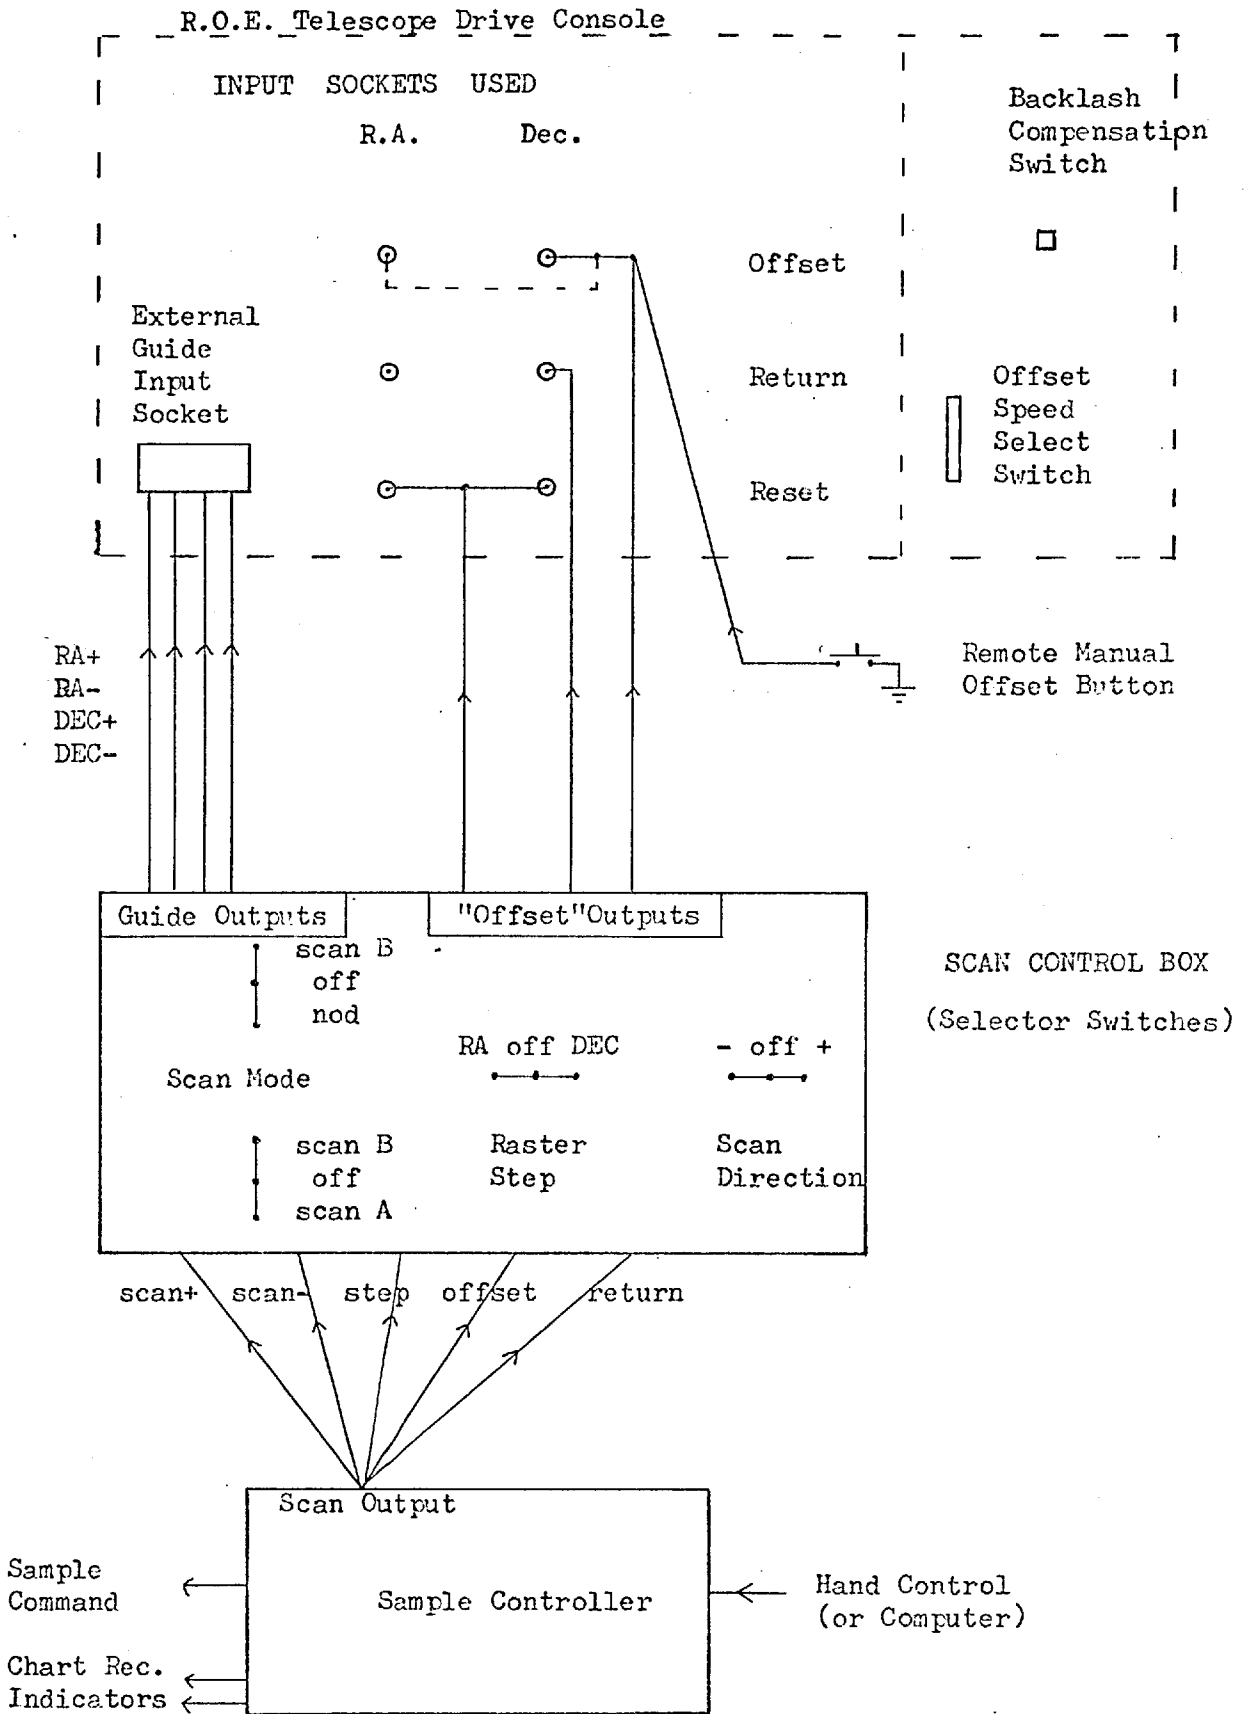 R.O.E. Telescope Drive Console
INPUT SOCKETS USED
R.A. Dec.
Backlash
Compensation
Switch
Offset
External
Guide
Input
Socket
Return
Offset
Speed
Select
Switch
Reset
RA+
RA-
DEC+
DEC-
Remote Manual
Offset Button
Guide Outputs
"Offset"Outputs
scan B
off
nod
SCAN CONTROL BOX
(Selector Switches)
RA off DEC
- off +
Scan Mode
scan B
off
scan A
Raster
Step
Scan
Direction
scan+ scan- step offset return
Scan Output
Sample
Command
Sample Controller
Hand Control
(or Computer)
Chart Rec.
Indicators